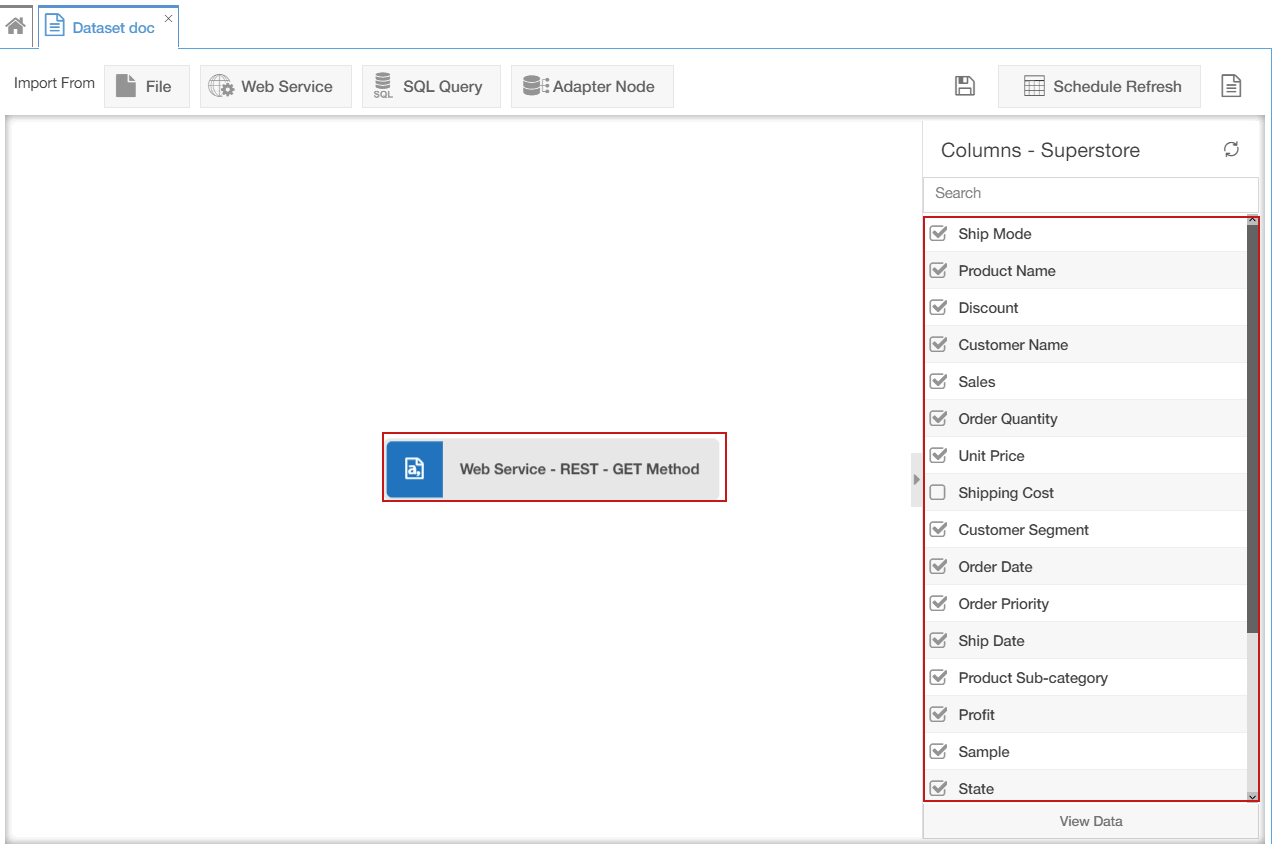 Dataset doc
Import From
File
Web Service
SQL
SQL Query
Adapter Node
Schedule Refresh
Columns - Superstore
Search
Ship Mode
Product Name
Discount
Customer Name
Sales
Order Quantity
a,
Web Service - REST - GET Method
Unit Price
Shipping Cost
Customer Segment
Order Date
Order Priority
Ship Date
Product Sub-category
Profit
Sample
State
View Data